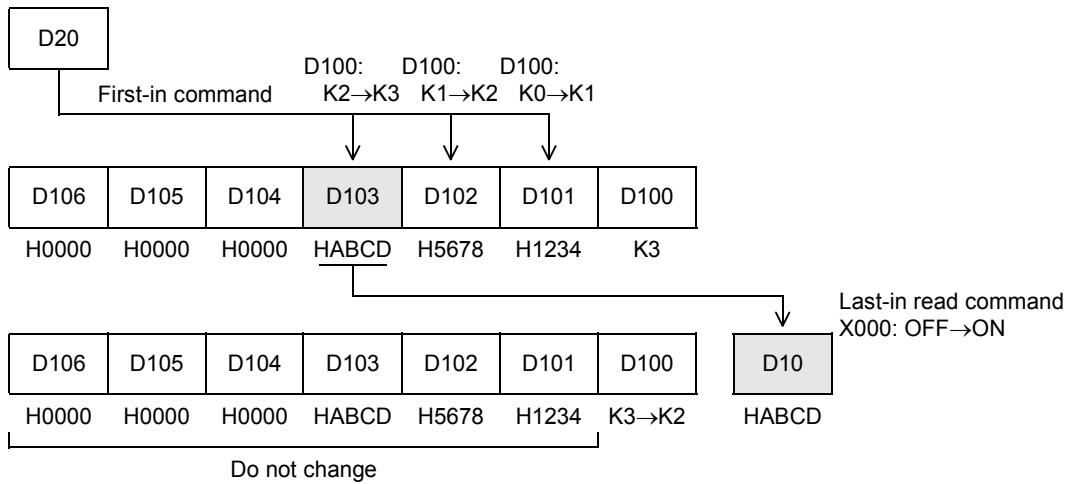 D20
D100: D100: D100:
First-in command K2→K3 K1→K2 K0→K1
D106 D105 D104 D103 D102 D101 D100
H0000 H0000 H0000 HABCD H5678 H1234 K3
Last-in read command
X000: OFF→ON
D106 D105 D104 D103 D102 D101 D100 D10
H0000 H0000 H0000 HABCD H5678 H1234 K3→K2 HABCD
Do not change